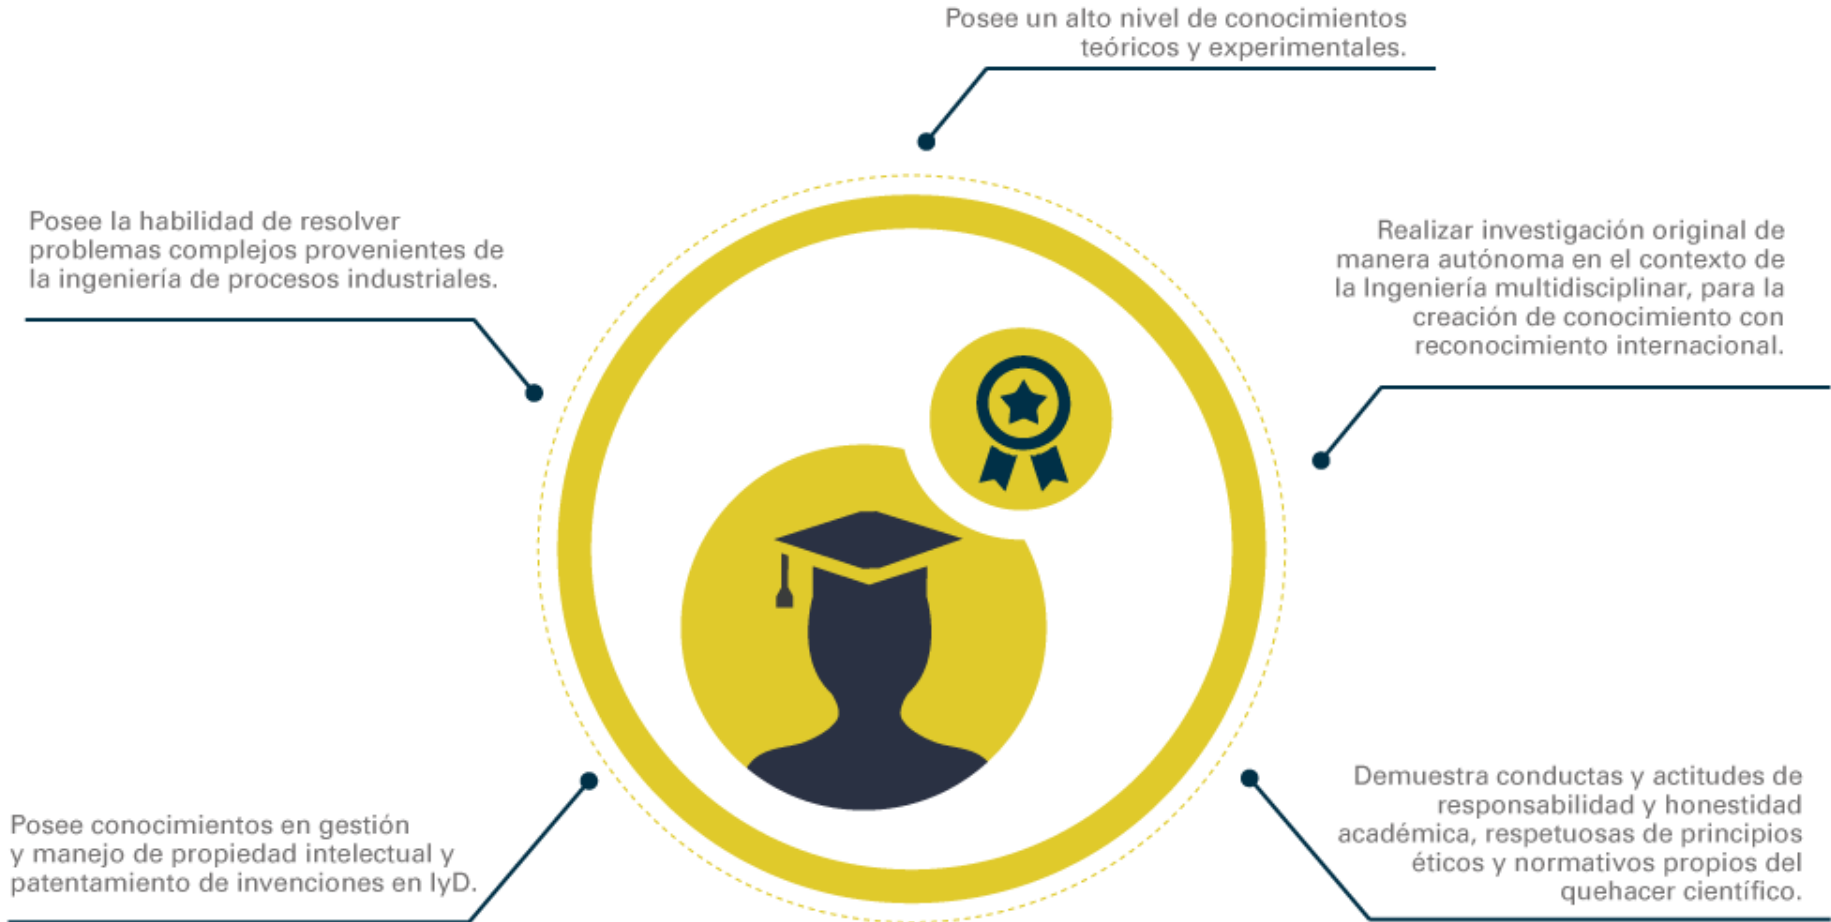 Posee un alto nivel de conocimientos
teóricos y experimentales.
Posee la habilidad de resolver
problemas complejos provenientes de
la ingeniería de procesos industriales.
Realizar investigación original de
manera autónoma en el contexto de
la Ingeniería multidisciplinar, para la
creación de conocimiento con
reconocimiento internacional.
Posee conocimientos en gestión
y manejo de propiedad intelectual y
patentamiento de invenciones en IyD.
Demuestra conductas y actitudes de
responsabilidad y honestidad
académica, respetuosas de principios
éticos y normativos propios del
quehacer científico.